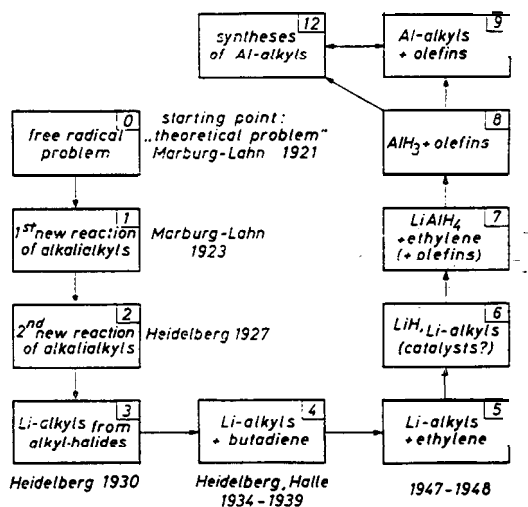 0
free radical
problem
starting point:
„theoretical problem"
Marburg-Lahn 1921
1
1st new reaction
of alkalialkyls
Marburg-Lahn
1923
2
2nd new reaction
of alkalialkyls
Heidelberg 1927
3
Li-alkyls from
alkyl-halides
Heidelberg 1930
4
Li-alkyls
+ butadiene
Heidelberg, Halle
1934-1939
5
Li-alkyls
+ ethylene
1947-1948
6
LiH, Li-alkyls
(catalysts?)
7
LiAlH4
+ ethylene
(+ olefins)
8
AlH3 + olefins
9
Al-alkyls
+ olefins
12
syntheses
of Al-alkyls